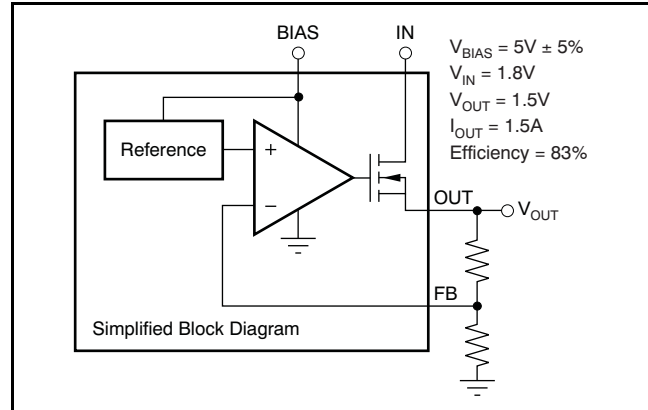 BIAS
IN
V_BIAS = 5V ± 5%
V_IN = 1.8V
V_OUT = 1.5V
I_OUT = 1.5A
Efficiency = 83%
Reference
+
−
OUT
V_OUT
FB
Simplified Block Diagram